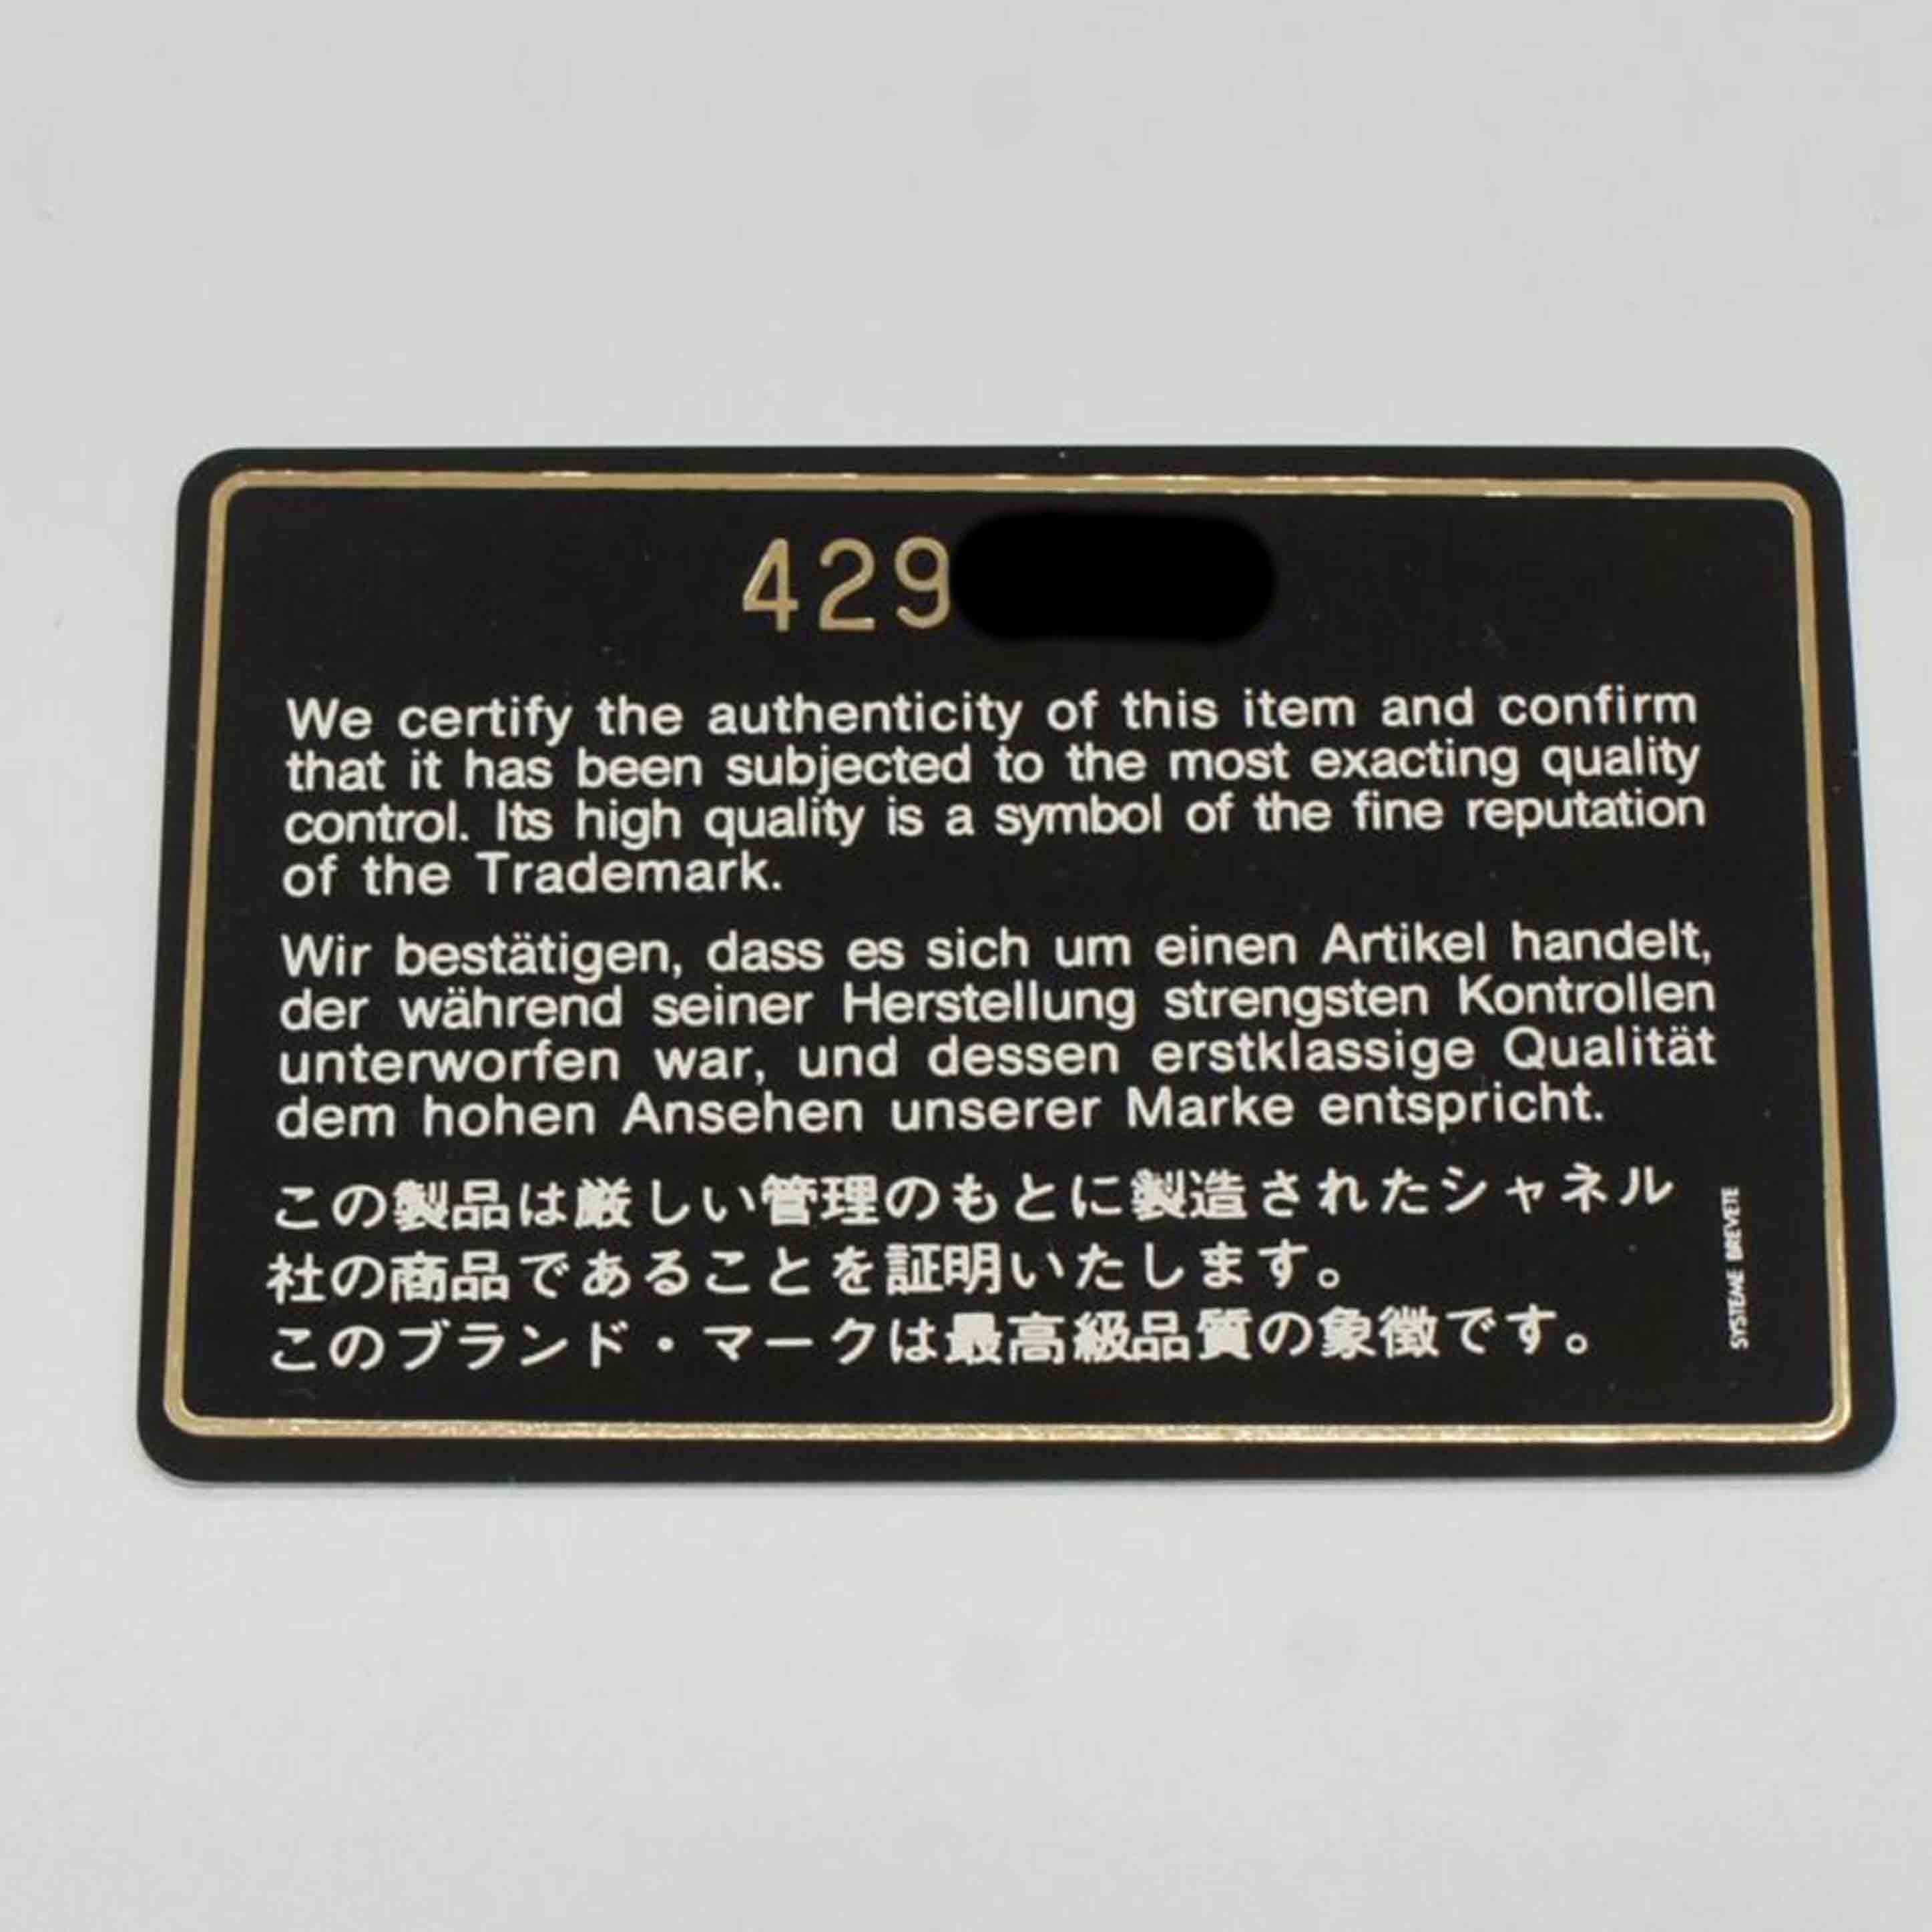 429
We certify the authenticity of this item and confirm
that it has been subjected to the most exacting quality
control. Its high quality is a symbol of the fine reputation
of the Trademark.
Wir bestätigen, dass es sich um einen Artikel handelt,
der während seiner Herstellung strengsten Kontrollen
unterworfen war, und dessen erstklassige Qualität
dem hohen Ansehen unserer Marke entspricht.
この製品は厳しい管理のもとに製造されたシャネル
社の商品であることを証明いたします。
このブランド・マークは最高級品質の象徴です。
SYSTEME BREVETE